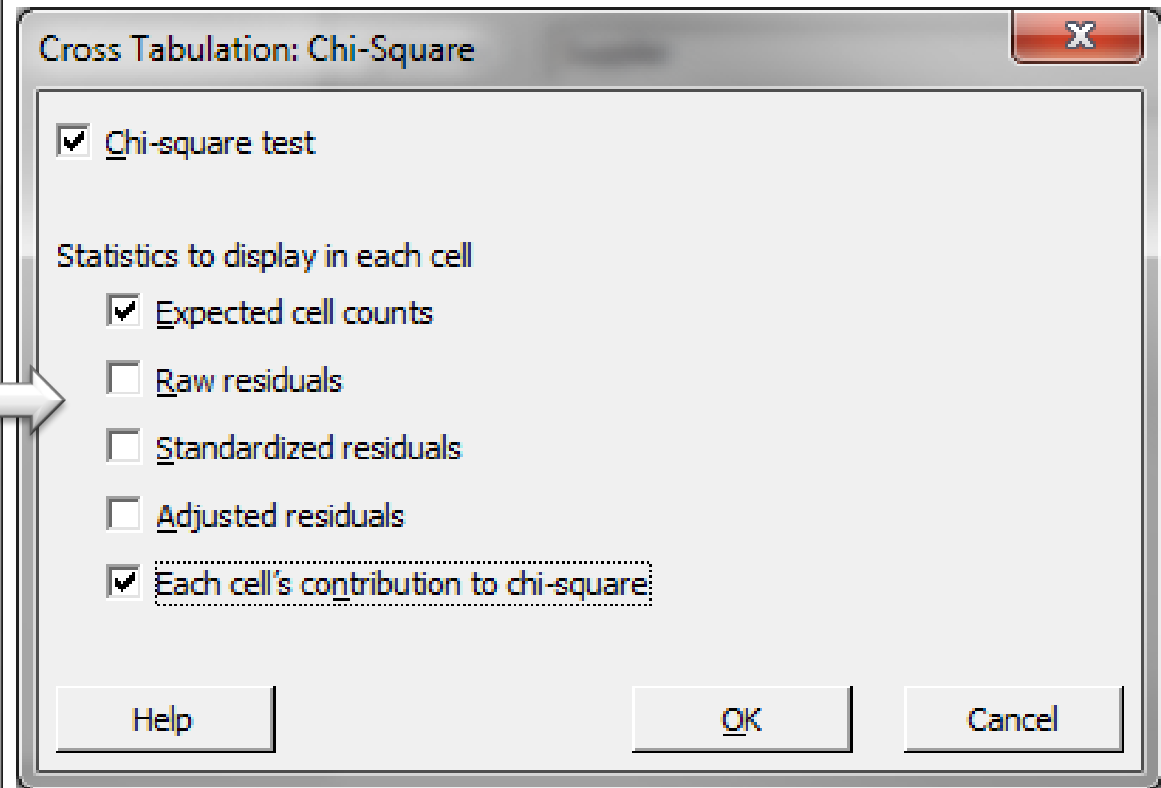 Cross Tabulation: Chi-Square
Chi-square test
Statistics to display in each cell
Expected cell counts
Raw residuals
Standardized residuals
Adjusted residuals
Each cell's contribution to chi-square
Help OK Cancel